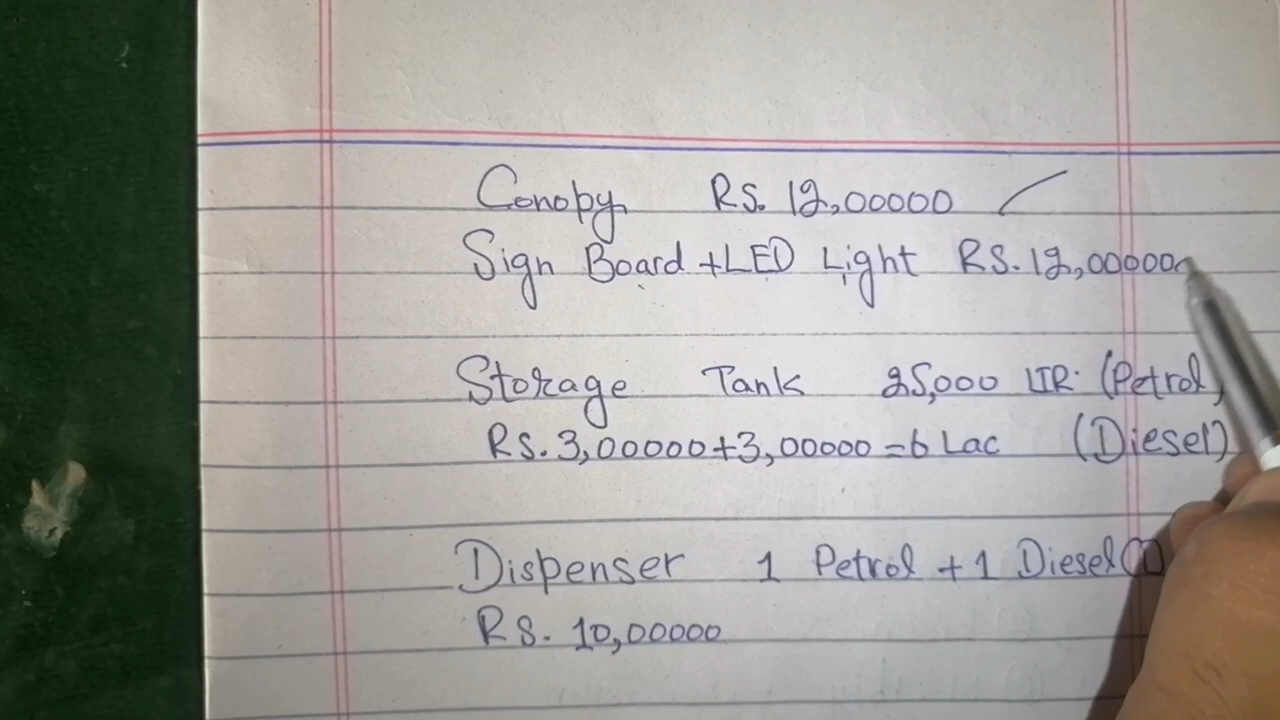 Conopy Rs. 12,00000
Sign Board + LED Light Rs. 12,00000
Storage Tank 25,000 LTR. (Petrol,
Rs. 3,00000+3,00000 = 6 Lac (Diesel)
Dispenser 1 Petrol + 1 Diesel
Rs. 10,00000